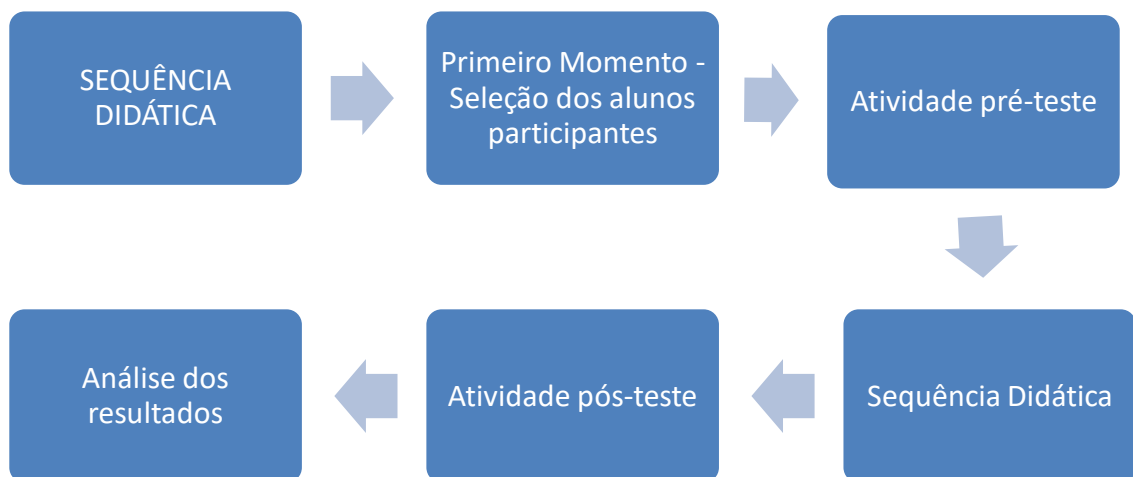 SEQUÊNCIA
DIDÁTICA
Primeiro Momento -
Seleção dos alunos
participantes
Atividade pré-teste
Sequência Didática
Atividade pós-teste
Análise dos
resultados